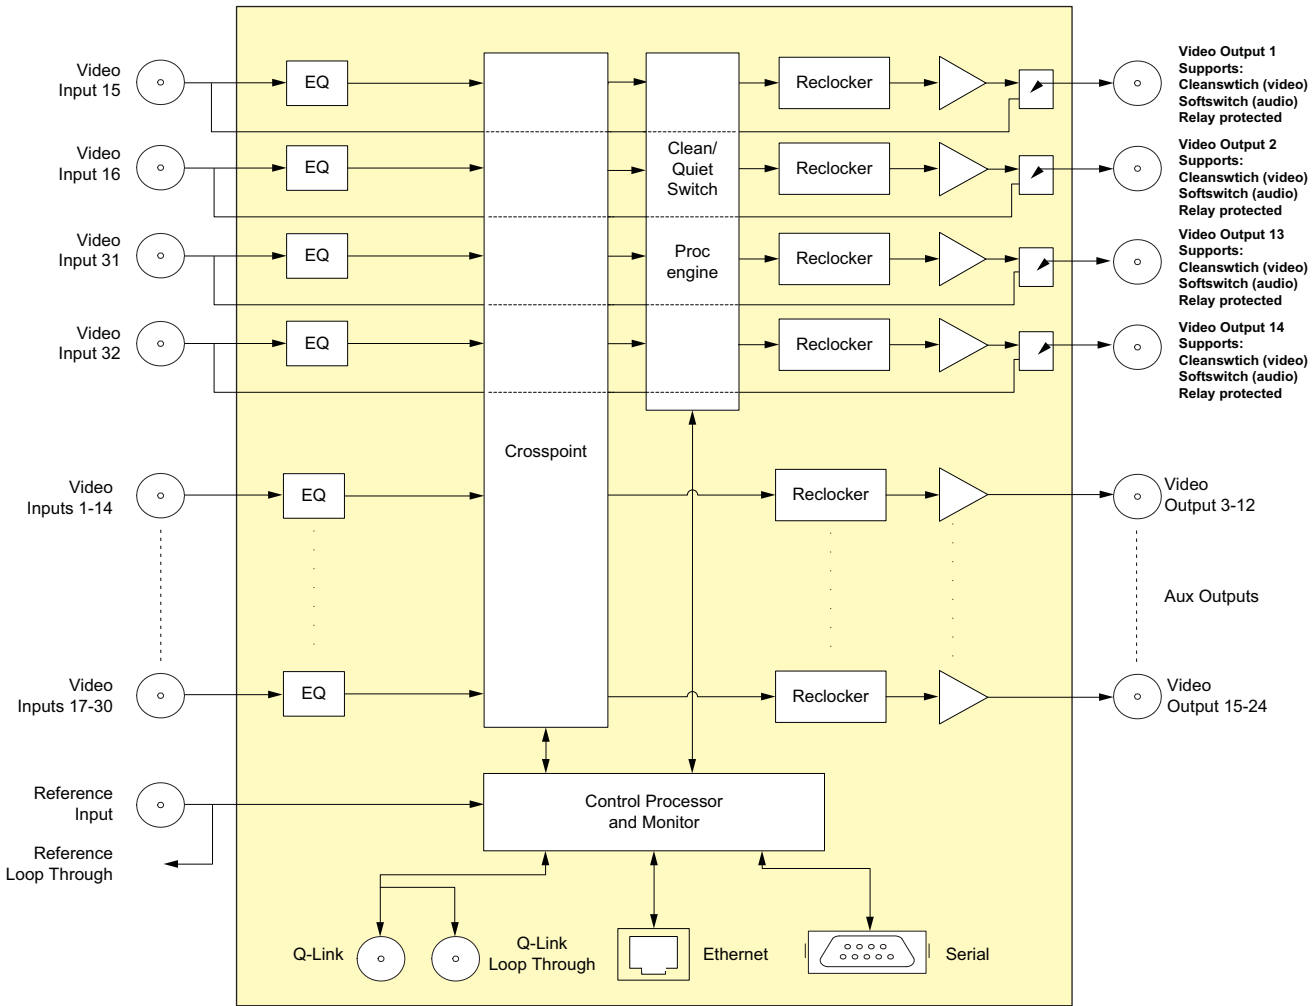 Video
Input 15
EQ
Reclocker
Video Output 1
Supports:
Cleanswtich (video)
Softswitch (audio)
Relay protected
Video
Input 16
EQ
Clean/
Quiet
Switch
Reclocker
Video Output 2
Supports:
Cleanswtich (video)
Softswitch (audio)
Relay protected
Video
Input 31
EQ
Proc
engine
Reclocker
Video Output 13
Supports:
Cleanswtich (video)
Softswitch (audio)
Relay protected
Video
Input 32
EQ
Reclocker
Video Output 14
Supports:
Cleanswtich (video)
Softswitch (audio)
Relay protected
Crosspoint
Video
Inputs 1-14
EQ
Reclocker
Video
Output 3-12
Aux Outputs
Video
Inputs 17-30
EQ
Reclocker
Video
Output 15-24
Reference
Input
Control Processor
and Monitor
Reference
Loop Through
Q-Link
Q-Link
Loop Through
Ethernet
Serial